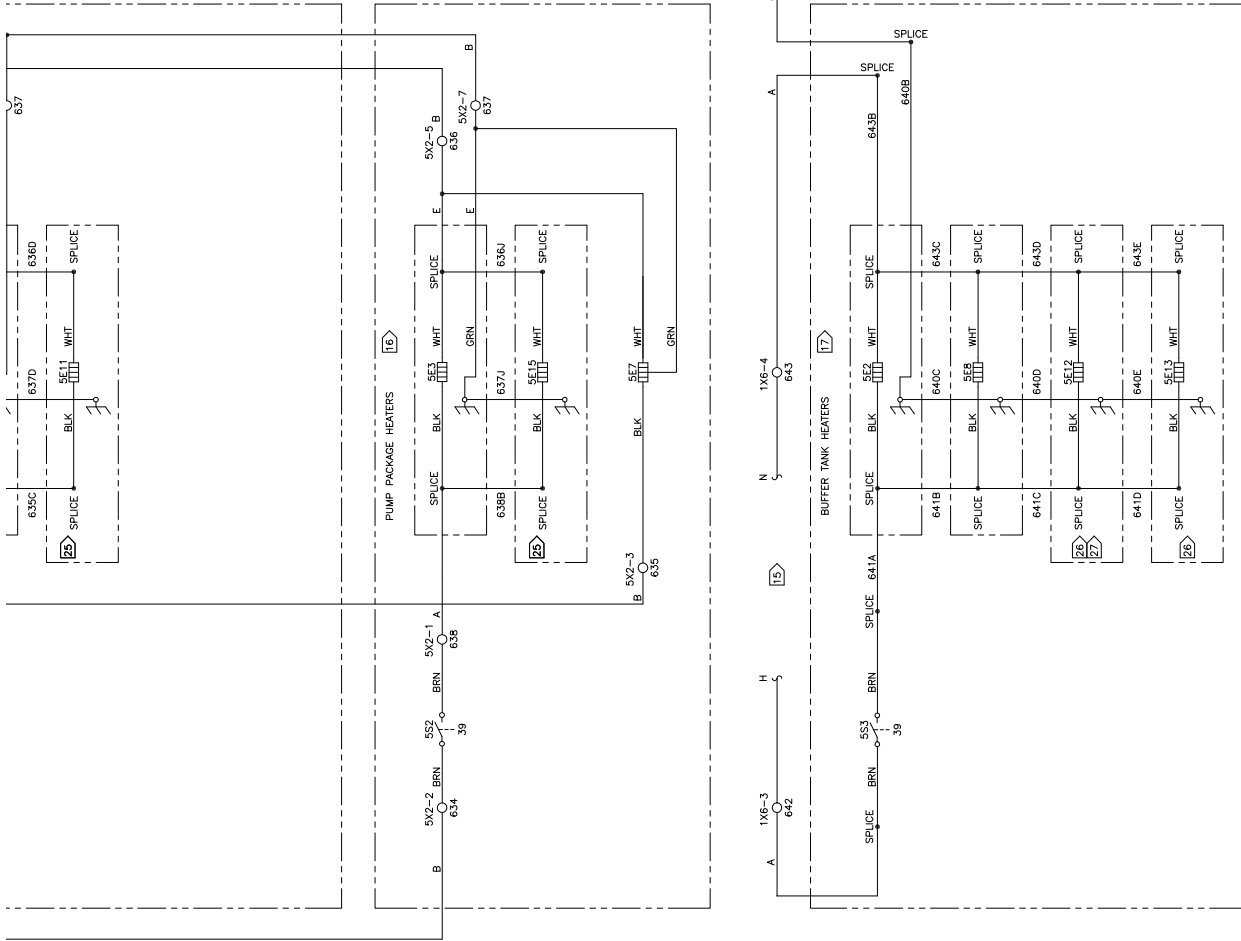 637
636D
SPLICE
WHT
5E11
637D
BLK
635C
SPLICE
25
PUMP PACKAGE HEATERS
16
B
5X2-7
637
B
5X2-5
636
E
E
SPLICE
636J
SPLICE
WHT
GRN
WHT
WHT
GRN
5E3
637J
5E15
5E7
BLK
BLK
BLK
SPLICE
638B
SPLICE
25
5X2-3
635
B
A
5X2-1
638
BRN
5S2
39
BRN
5X2-2
634
B
A
1X6-4
643
N
15
H
1X6-3
642
A
BUFFER TANK HEATERS
17
SPLICE
SPLICE
640B
643B
SPLICE
643C
SPLICE
643D
SPLICE
643E
SPLICE
WHT
WHT
WHT
WHT
5E2
640C
5E8
640D
5E12
640E
5E13
BLK
BLK
BLK
BLK
SPLICE
641B
SPLICE
641C
SPLICE
641D
SPLICE
26
27
26
641A
SPLICE
BRN
5S3
39
BRN
SPLICE